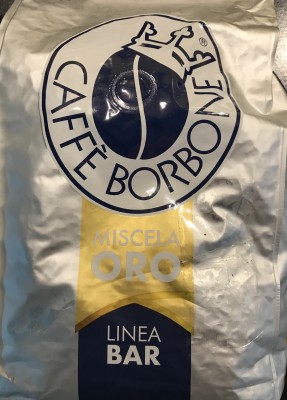 CAFFÈ BORBONE
®
MISCELA
ORO
LINEA
BAR